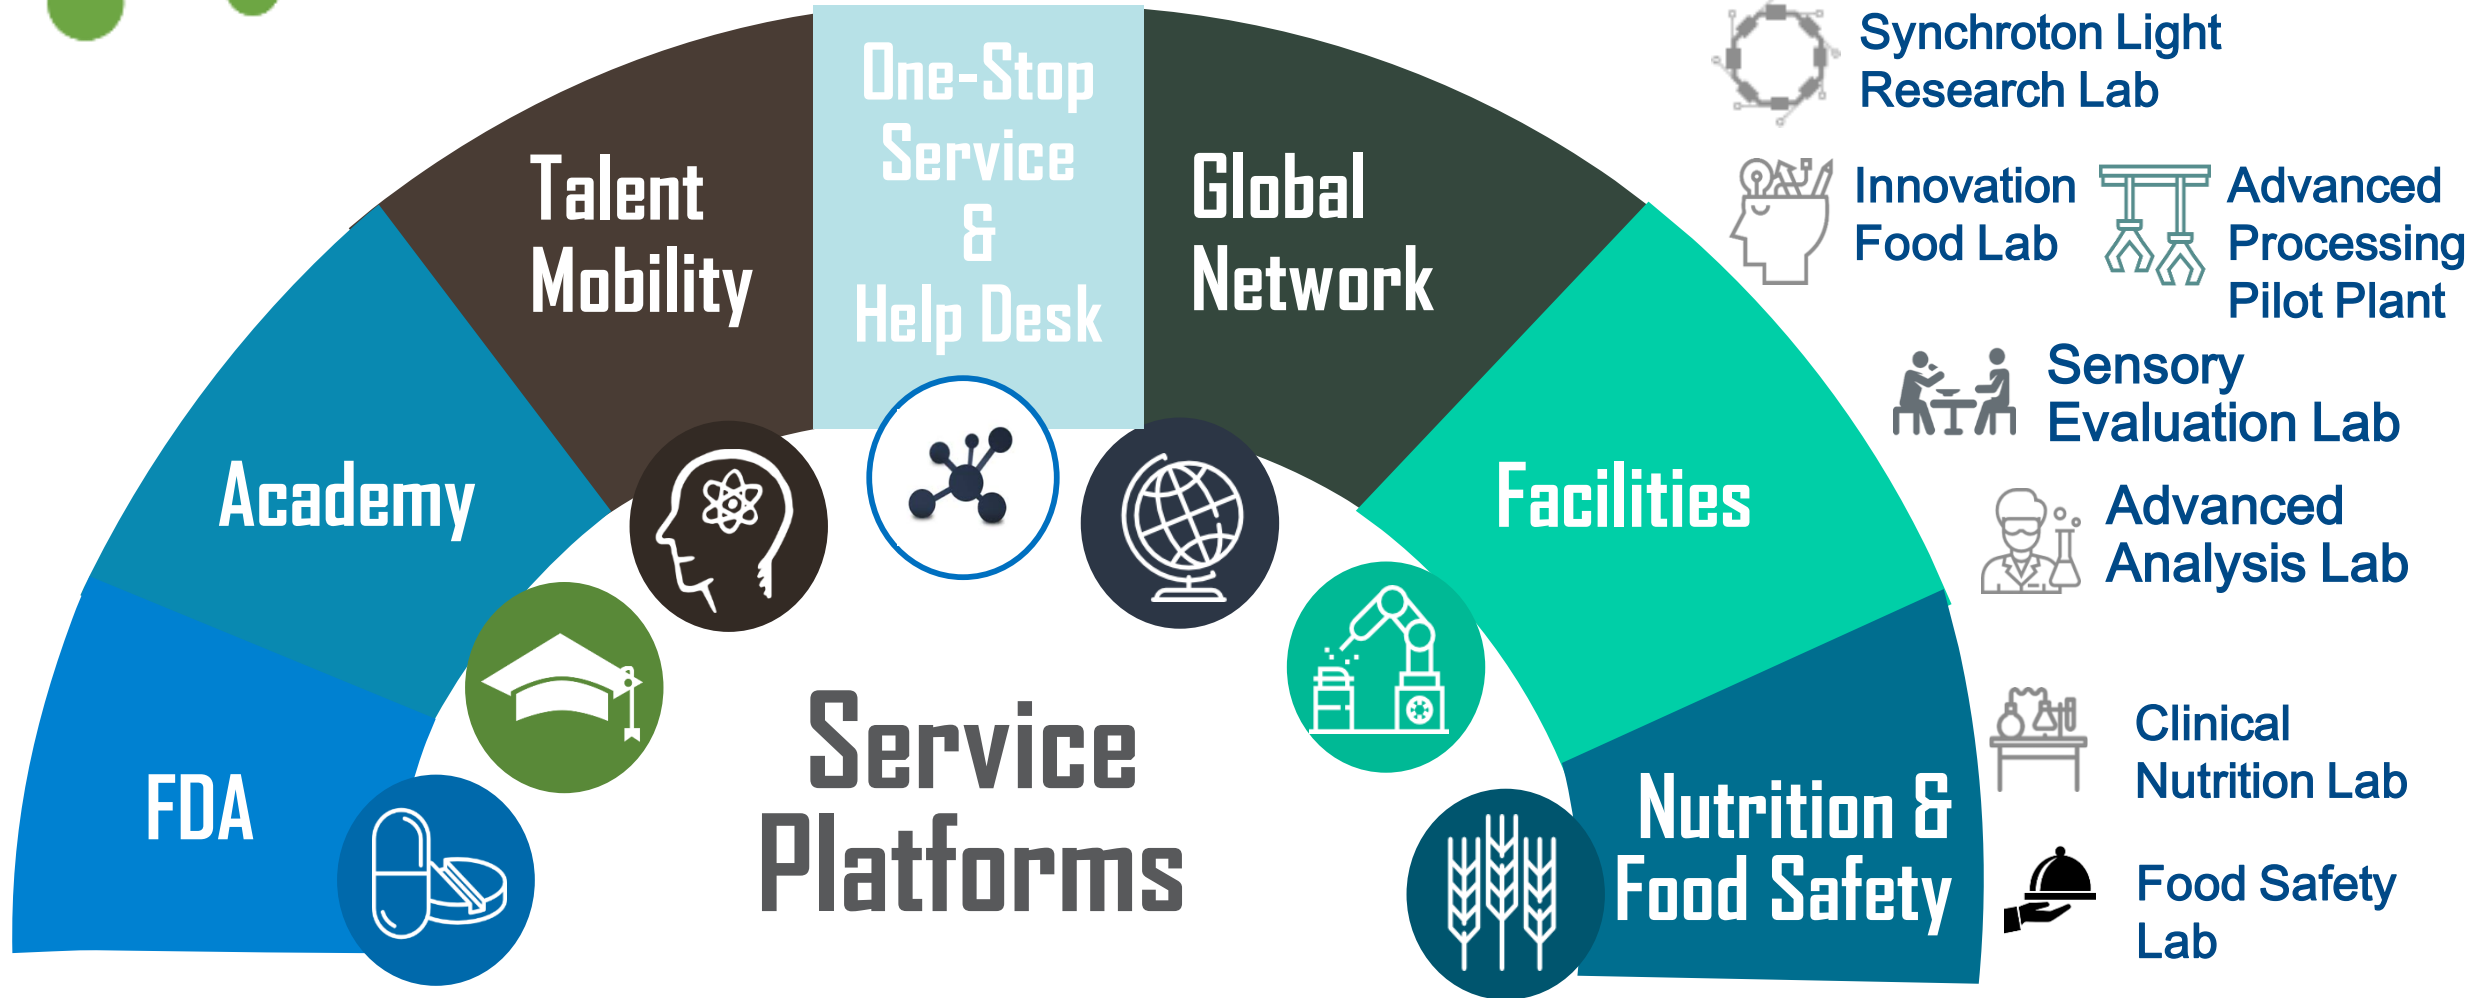 One-Stop
Service
&
Help Desk
Talent
Mobility
Global
Network
Academy
Facilities
FDA
Nutrition &
Food Safety
Service
Platforms
Synchroton Light
Research Lab
Innovation
Food Lab
Advanced
Processing
Pilot Plant
Sensory
Evaluation Lab
Advanced
Analysis Lab
Clinical
Nutrition Lab
Food Safety
Lab